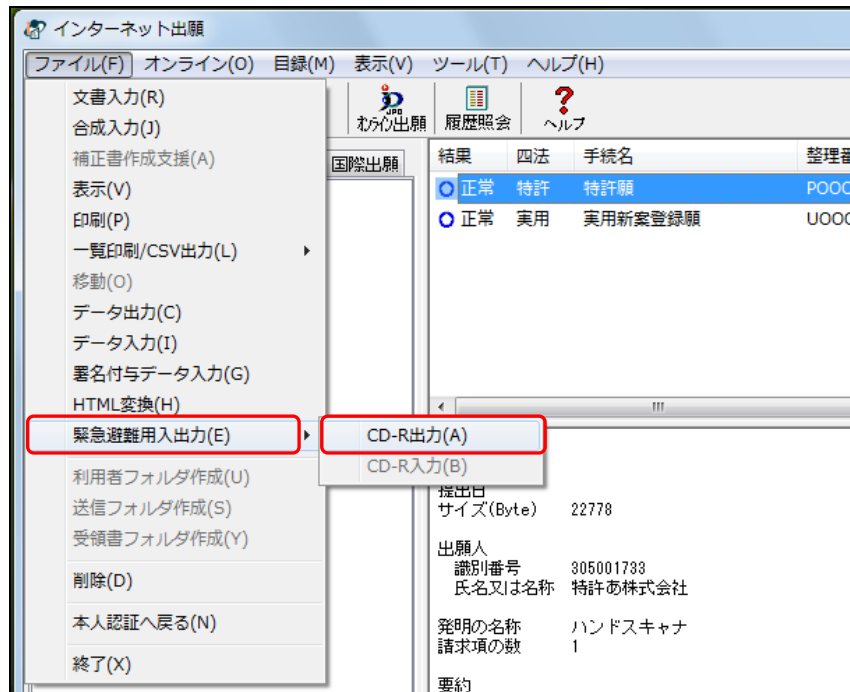 インターネット出願
ファイル(F) オンライン(O) 目録(M) 表示(V) ツール(T) ヘルプ(H)
文書入力(R)
合成入力(J)
補正書作成支援(A)
表示(V)
印刷(P)
一覧印刷/CSV出力(L)
移動(O)
データ出力(C)
データ入力(I)
署名付与データ入力(G)
HTML変換(H)
緊急避難用入出力(E)
利用者フォルダ作成(U)
送信フォルダ作成(S)
受領書フォルダ作成(Y)
削除(D)
本人認証へ戻る(N)
終了(X)
CD-R出力(A)
CD-R入力(B)
JPO
オンライン出願 履歴照会 ヘルプ
国際出願
結果 四法 手続名 整理番
正常 特許 特許願 POOO
正常 実用 実用新案登録願 UOOO
提出日
サイズ(Byte) 22778
出願人
識別番号 305001733
氏名又は名称 特許あ株式会社
発明の名称 ハンドスキャナ
請求項の数 1
要約